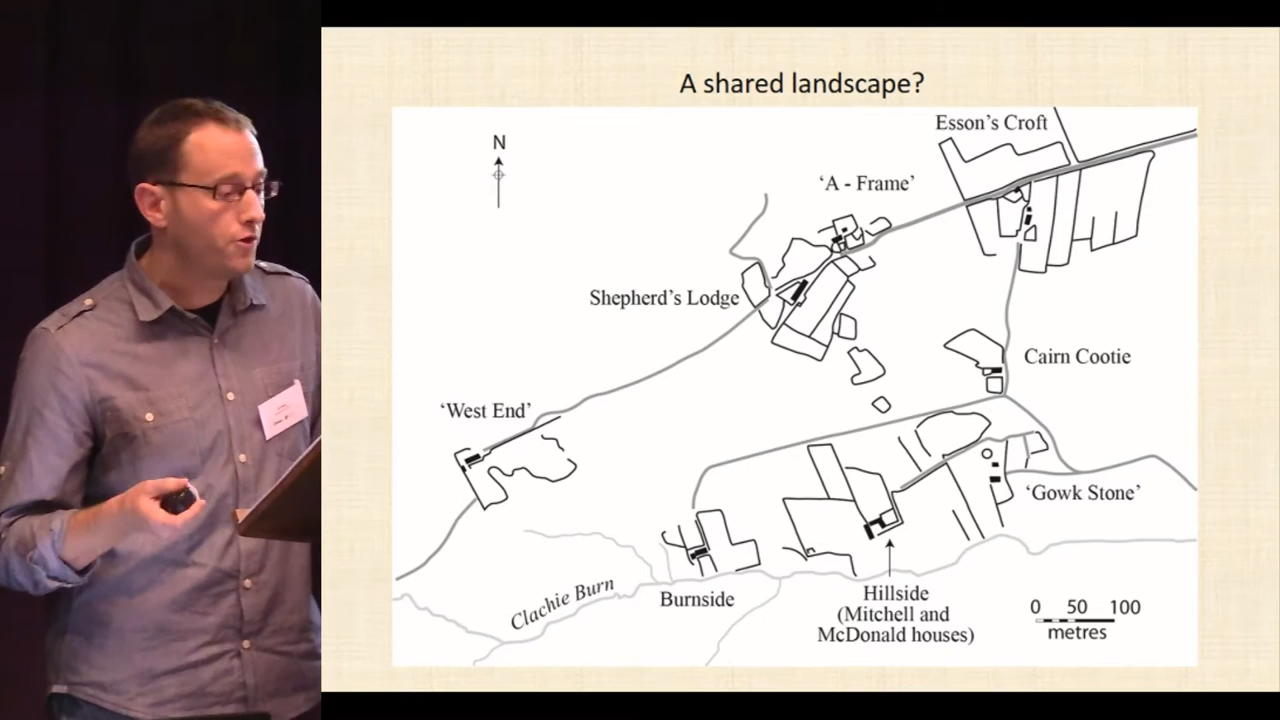 A shared landscape?
Esson's Croft
N
'A - Frame'
Shepherd's Lodge
Cairn Cootie
'West End'
'Gowk Stone'
Clachie Burn
Burnside
Hillside
(Mitchell and
McDonald houses)
0 50 100
metres